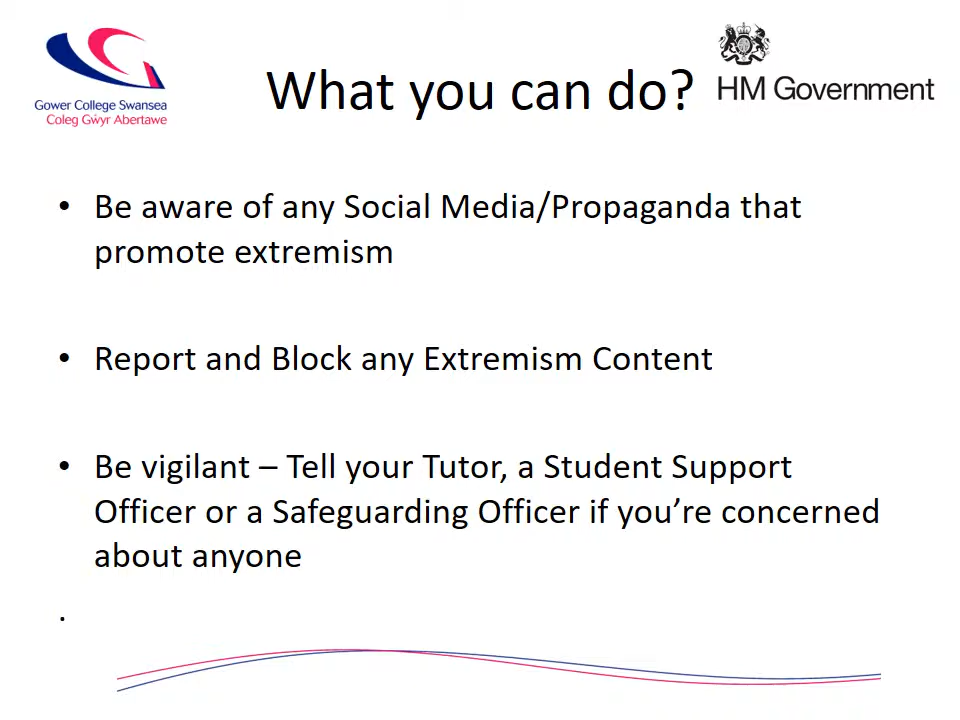 Gower College Swansea
Coleg Gŵyr Abertawe
What you can do?
HM Government
• Be aware of any Social Media/Propaganda that
promote extremism
• Report and Block any Extremism Content
• Be vigilant – Tell your Tutor, a Student Support
Officer or a Safeguarding Officer if you’re concerned
about anyone
.